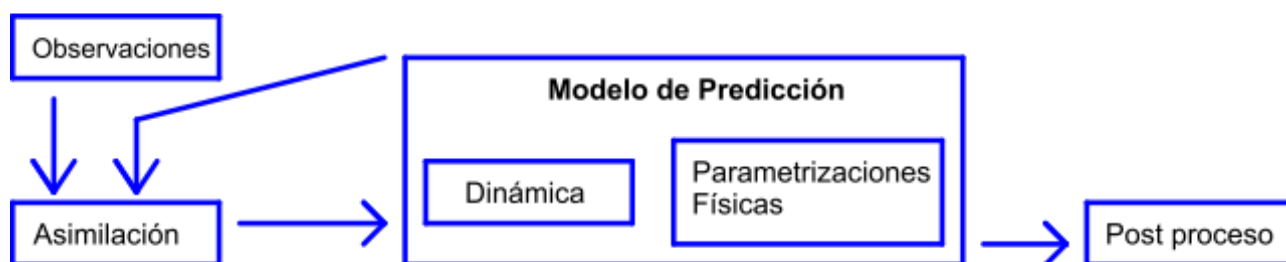 Observaciones
Modelo de Predicción
Dinámica
Parametrizaciones
Físicas
Asimilación
Post proceso